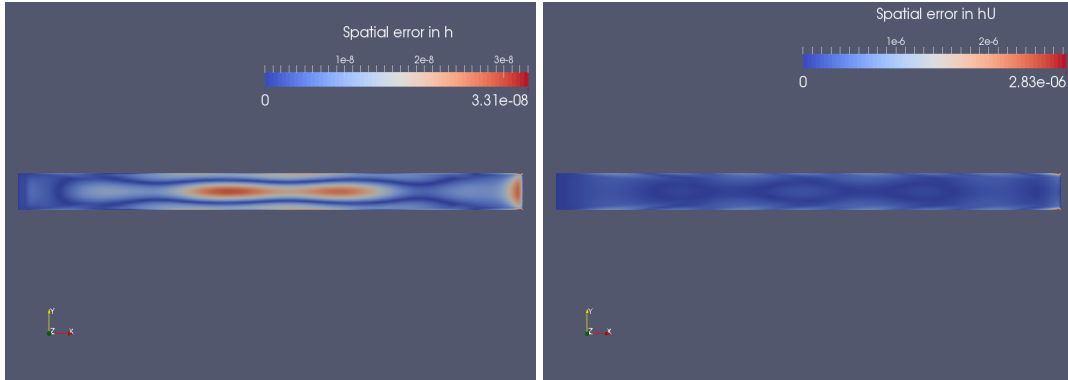 Spatial error in h
1e-8 2e-8 3e-8
0 3.31e-08
Y
Z X
Spatial error in hU
1e-6 2e-6
0 2.83e-06
Y
Z X